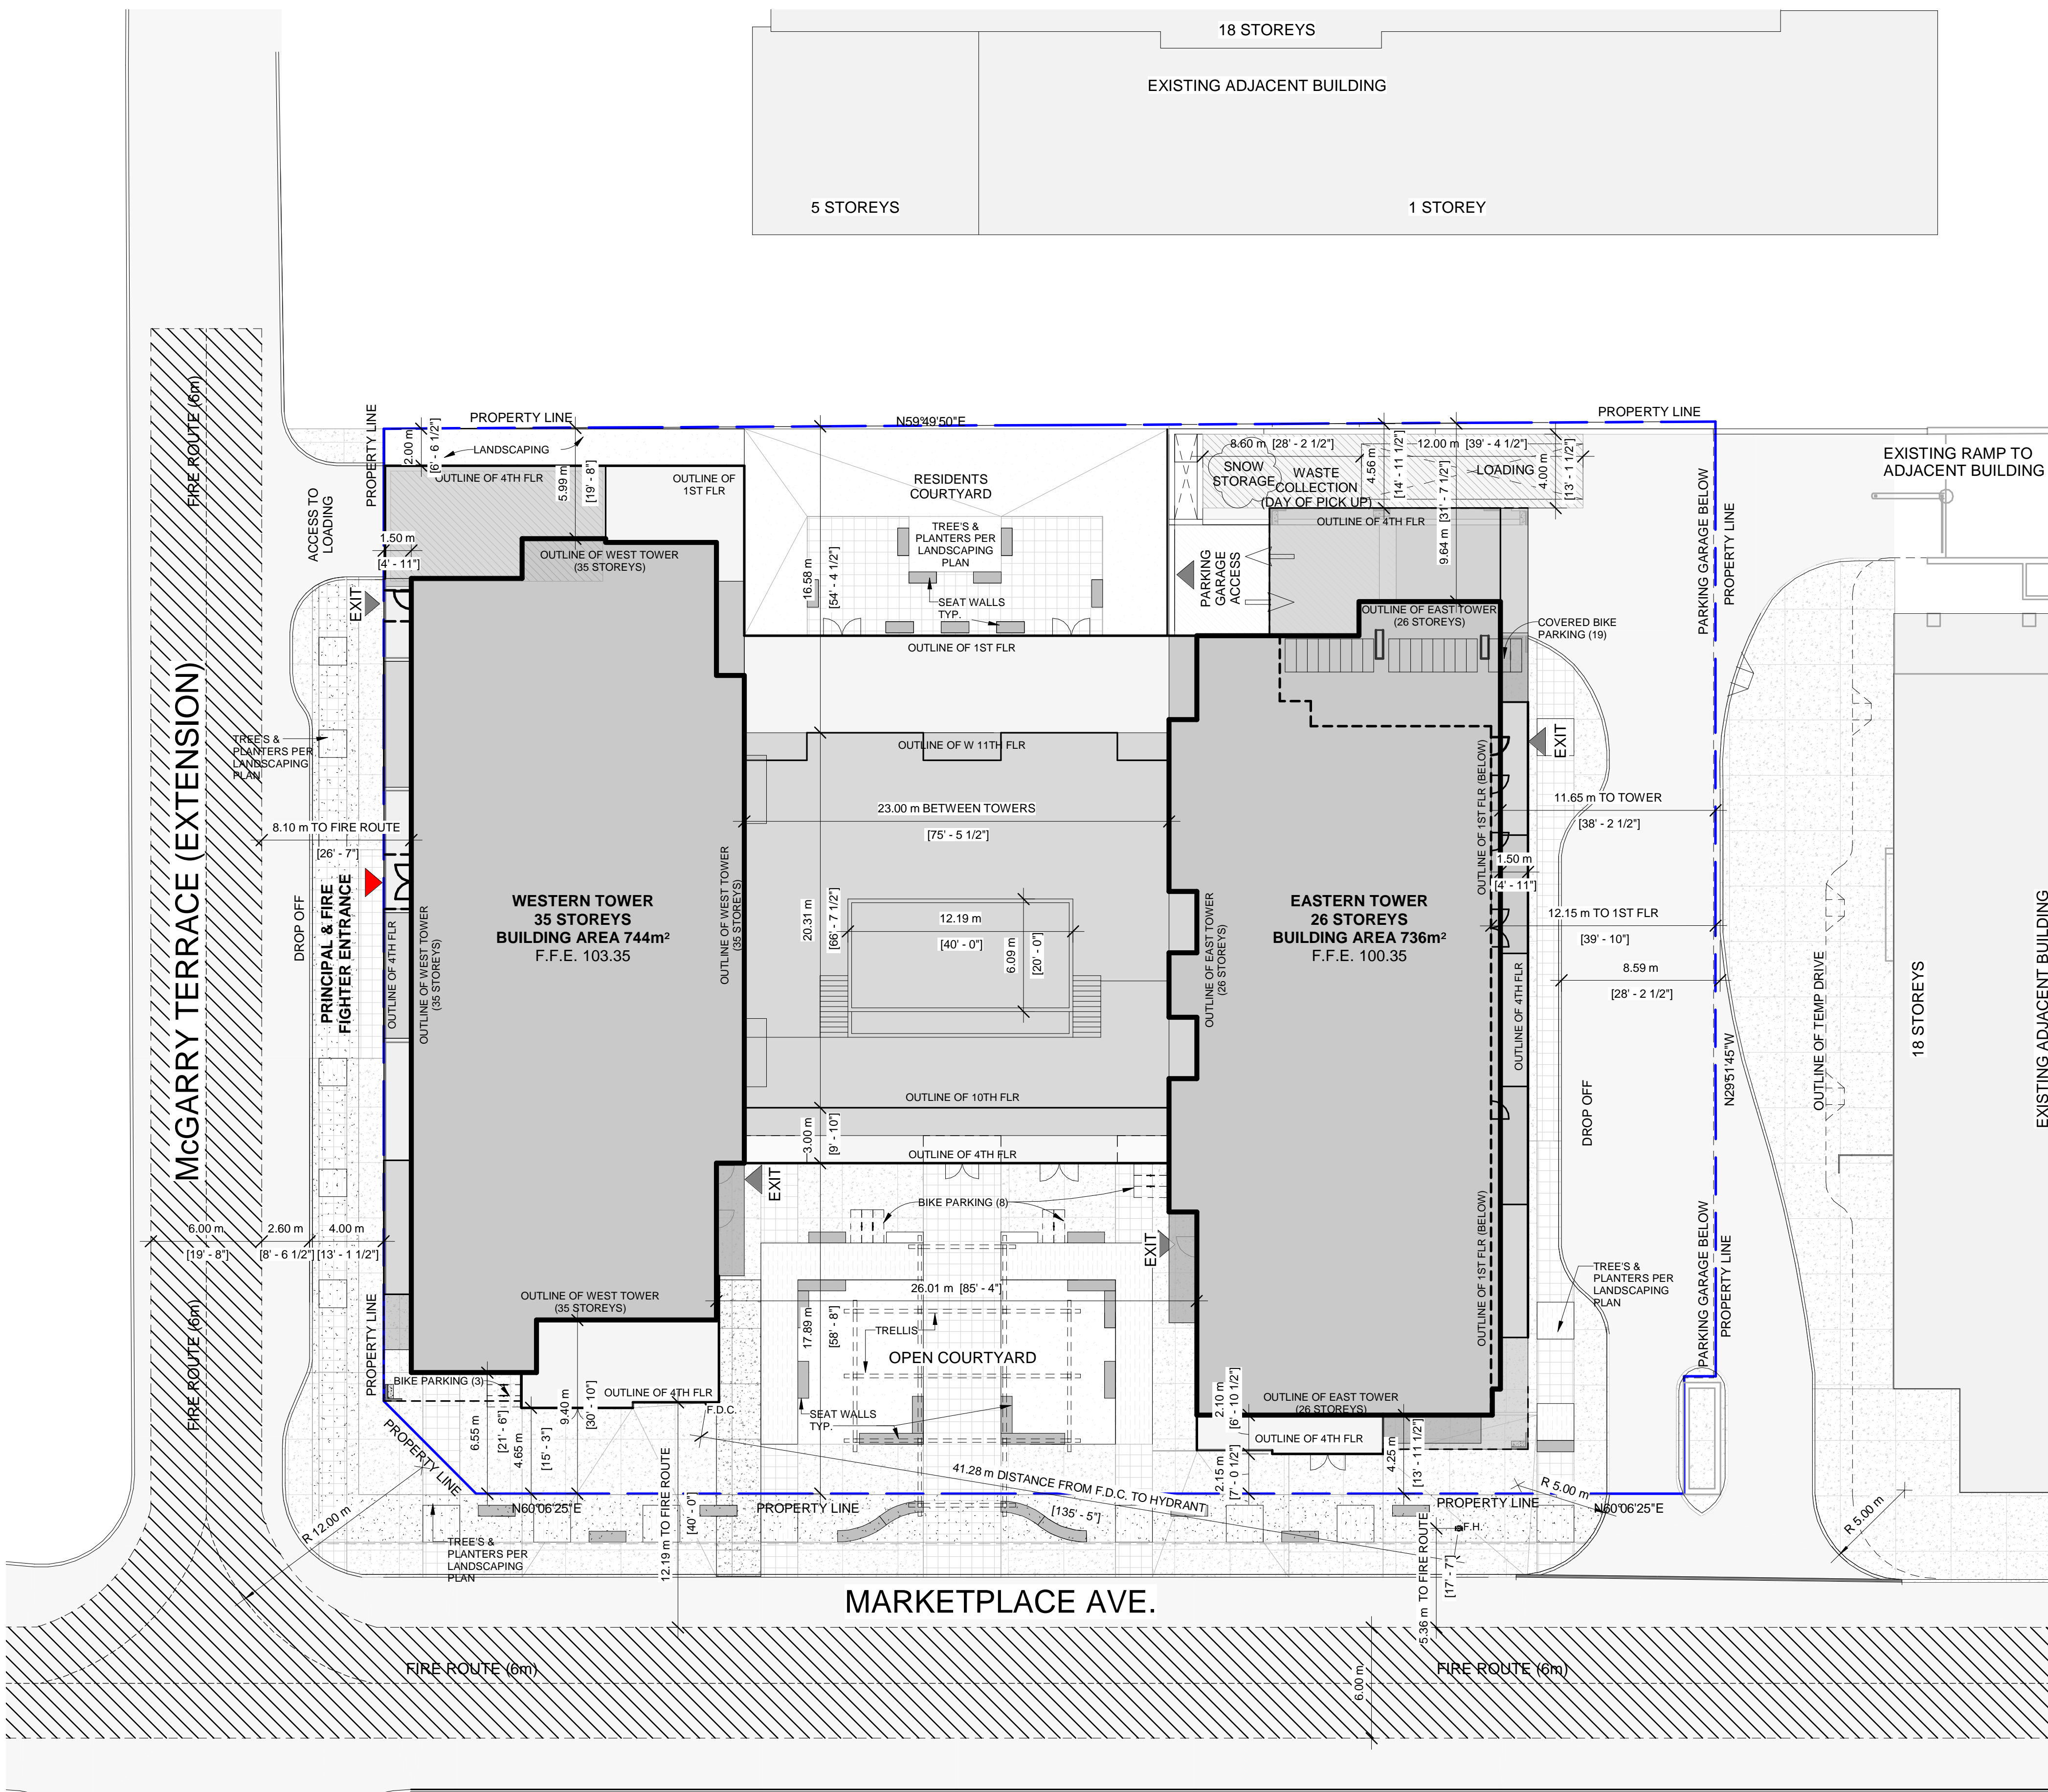 18 STOREYS
EXISTING ADJACENT BUILDING
5 STOREYS
1 STOREY
FIRE ROUTE (6m)
PROPERTY LINE
PROPERTY LINE
N59°49'50"E
PROPERTY LINE
2.00 m
[6' - 6 1/2"]
LANDSCAPING
OUTLINE OF 4TH FLR
5.99 m
[19' - 8"]
OUTLINE OF
1ST FLR
RESIDENTS
COURTYARD
8.60 m [28' - 2 1/2"]
SNOW
STORAGE
WASTE
COLLECTION
(DAY OF PICK UP)
4.56 m
[14' - 11 1/2"]
9.64 m [31' - 7 1/2"]
12.00 m [39' - 4 1/2"]
LOADING
4.00 m
[13' - 1 1/2"]
EXISTING RAMP TO
ADJACENT BUILDING
PARKING GARAGE BELOW
PROPERTY LINE
ACCESS TO
LOADING
1.50 m
[4' - 11"]
OUTLINE OF WEST TOWER
(35 STOREYS)
16.58 m
[54' - 4 1/2"]
TREE'S &
PLANTERS PER
LANDSCAPING
PLAN
SEAT WALLS
TYP.
PARKING
GARAGE
ACCESS
OUTLINE OF 4TH FLR
OUTLINE OF EAST TOWER
(26 STOREYS)
COVERED BIKE
PARKING (19)
EXIT
OUTLINE OF 1ST FLR
McGARRY TERRACE (EXTENSION)
TREE'S &
PLANTERS PER
LANDSCAPING
PLAN
OUTLINE OF W 11TH FLR
OUTLINE OF 1ST FLR (BELOW)
EXIT
8.10 m TO FIRE ROUTE
[26' - 7"]
23.00 m BETWEEN TOWERS
[75' - 5 1/2"]
11.65 m TO TOWER
[38' - 2 1/2"]
1.50 m
[4' - 11"]
DROP OFF
PRINCIPAL & FIRE
FIGHTER ENTRANCE
OUTLINE OF 4TH FLR
OUTLINE OF WEST TOWER
(35 STOREYS)
WESTERN TOWER
35 STOREYS
BUILDING AREA 744m²
F.F.E. 103.35
OUTLINE OF WEST TOWER
(35 STOREYS)
20.31 m
[66' - 7 1/2"]
12.19 m
[40' - 0"]
6.09 m
[20' - 0"]
OUTLINE OF EAST TOWER
(26 STOREYS)
EASTERN TOWER
26 STOREYS
BUILDING AREA 736m²
F.F.E. 100.35
12.15 m TO 1ST FLR
[39' - 10"]
8.59 m
[28' - 2 1/2"]
OUTLINE OF 4TH FLR
N29°51'45"W
OUTLINE OF TEMP DRIVE
18 STOREYS
EXISTING ADJACENT BUILDING
DROP OFF
OUTLINE OF 10TH FLR
3.00 m
[9' - 10"]
OUTLINE OF 4TH FLR
EXIT
BIKE PARKING (8)
EXIT
6.00 m
[19' - 8"]
2.60 m
[8' - 6 1/2"]
4.00 m
[13' - 1 1/2"]
FIRE ROUTE (6m)
PROPERTY LINE
OUTLINE OF WEST TOWER
(35 STOREYS)
26.01 m [85' - 4"]
17.89 m
[58' - 8"]
TRELLIS
OPEN COURTYARD
OUTLINE OF 1ST FLR (BELOW)
TREE'S &
PLANTERS PER
LANDSCAPING
PLAN
PARKING GARAGE BELOW
PROPERTY LINE
BIKE PARKING (3)
OUTLINE OF 4TH FLR
F.D.C.
9.40 m
[30' - 10"]
6.55 m
[21' - 6"]
4.65 m
[15' - 3"]
SEAT WALLS
TYP.
2.10 m
[6' - 10 1/2"]
OUTLINE OF EAST TOWER
(26 STOREYS)
OUTLINE OF 4TH FLR
2.15 m
[7' - 0 1/2"]
4.25 m
[13' - 11 1/2"]
PROPERTY LINE
41.28 m DISTANCE FROM F.D.C. TO HYDRANT
[135' - 5"]
R 5.00 m
N60°06'25"E
PROPERTY LINE
PROPERTY LINE
N60°06'25"E
F.H.
R 12.00 m
R 5.00 m
TREE'S &
PLANTERS PER
LANDSCAPING
PLAN
12.19 m TO FIRE ROUTE
[40' - 0"]
5.36 m TO FIRE ROUTE
[17' - 7"]
MARKETPLACE AVE.
FIRE ROUTE (6m)
6.00 m
FIRE ROUTE (6m)